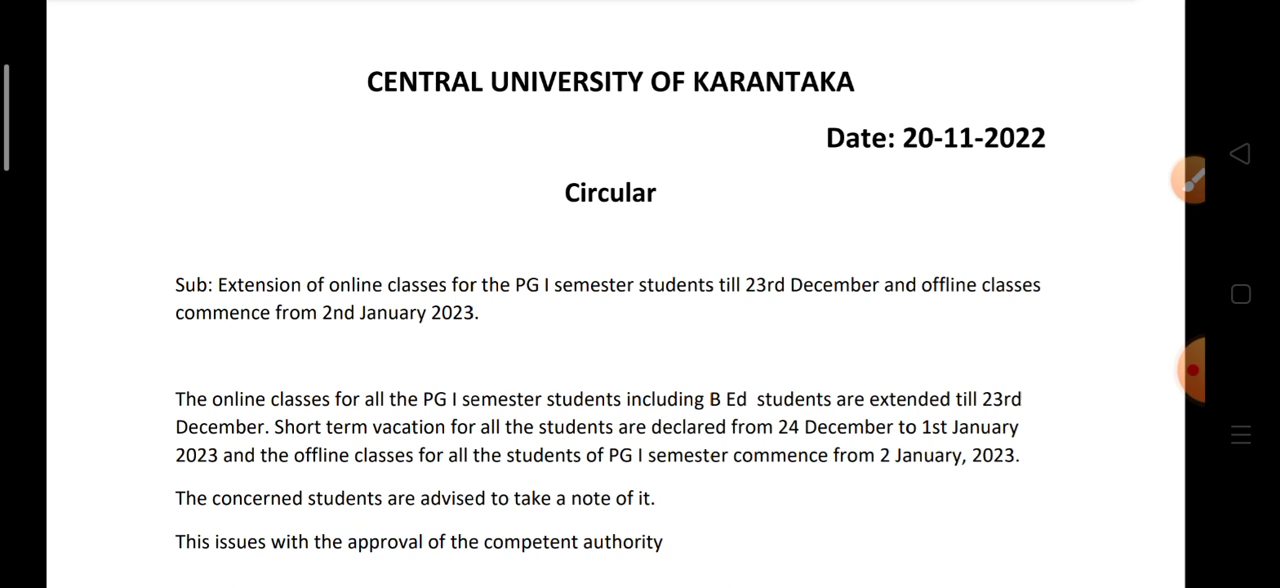 CENTRAL UNIVERSITY OF KARANTAKA
Date: 20-11-2022
Circular
Sub: Extension of online classes for the PG I semester students till 23rd December and offline classes
commence from 2nd January 2023.
The online classes for all the PG I semester students including B Ed  students are extended till 23rd
December. Short term vacation for all the students are declared from 24 December to 1st January
2023 and the offline classes for all the students of PG I semester commence from 2 January, 2023.
The concerned students are advised to take a note of it.
This issues with the approval of the competent authority